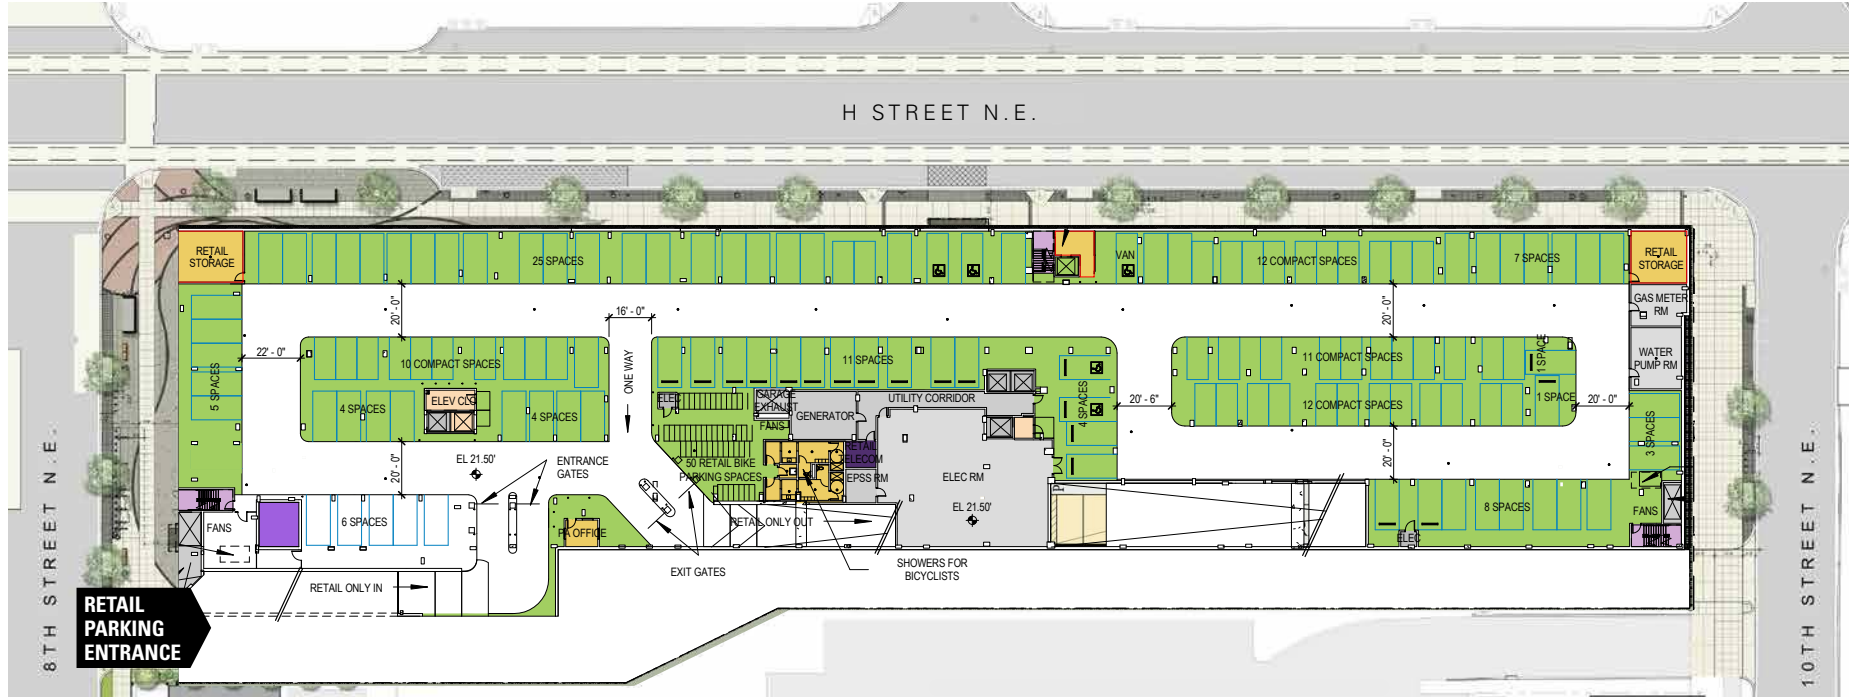 H STREET N.E.
RETAIL
STORAGE
25 SPACES
VAN
12 COMPACT SPACES
7 SPACES
RETAIL
STORAGE
GAS METER
RM
20' - 0"
16' - 0"
20' - 0"
22' - 0"
ONE WAY
10 COMPACT SPACES
11 SPACES
11 COMPACT SPACES
1 SPACE
WATER
PUMP RM
5 SPACES
4 SPACES
ELEV CLO
4 SPACES
ELEC
GARAGE
EXHAUST
UTILITY CORRIDOR
GENERATOR
FANS
4 SPACES
20' - 6"
12 COMPACT SPACES
1 SPACE
20' - 0"
3 SPACES
EL 21.50'
20' - 0"
ENTRANCE
GATES
50 RETAIL BIKE
PARKING SPACES
RETAIL
TELECOM
EPSS RM
ELEC RM
EL 21.50'
20' - 0"
8 SPACES
FANS
ELEC
FANS
6 SPACES
PA OFFICE
RETAIL ONLY OUT
EXIT GATES
SHOWERS FOR
BICYCLISTS
RETAIL ONLY IN
RETAIL
PARKING
ENTRANCE
8TH STREET N.E.
10TH STREET N.E.